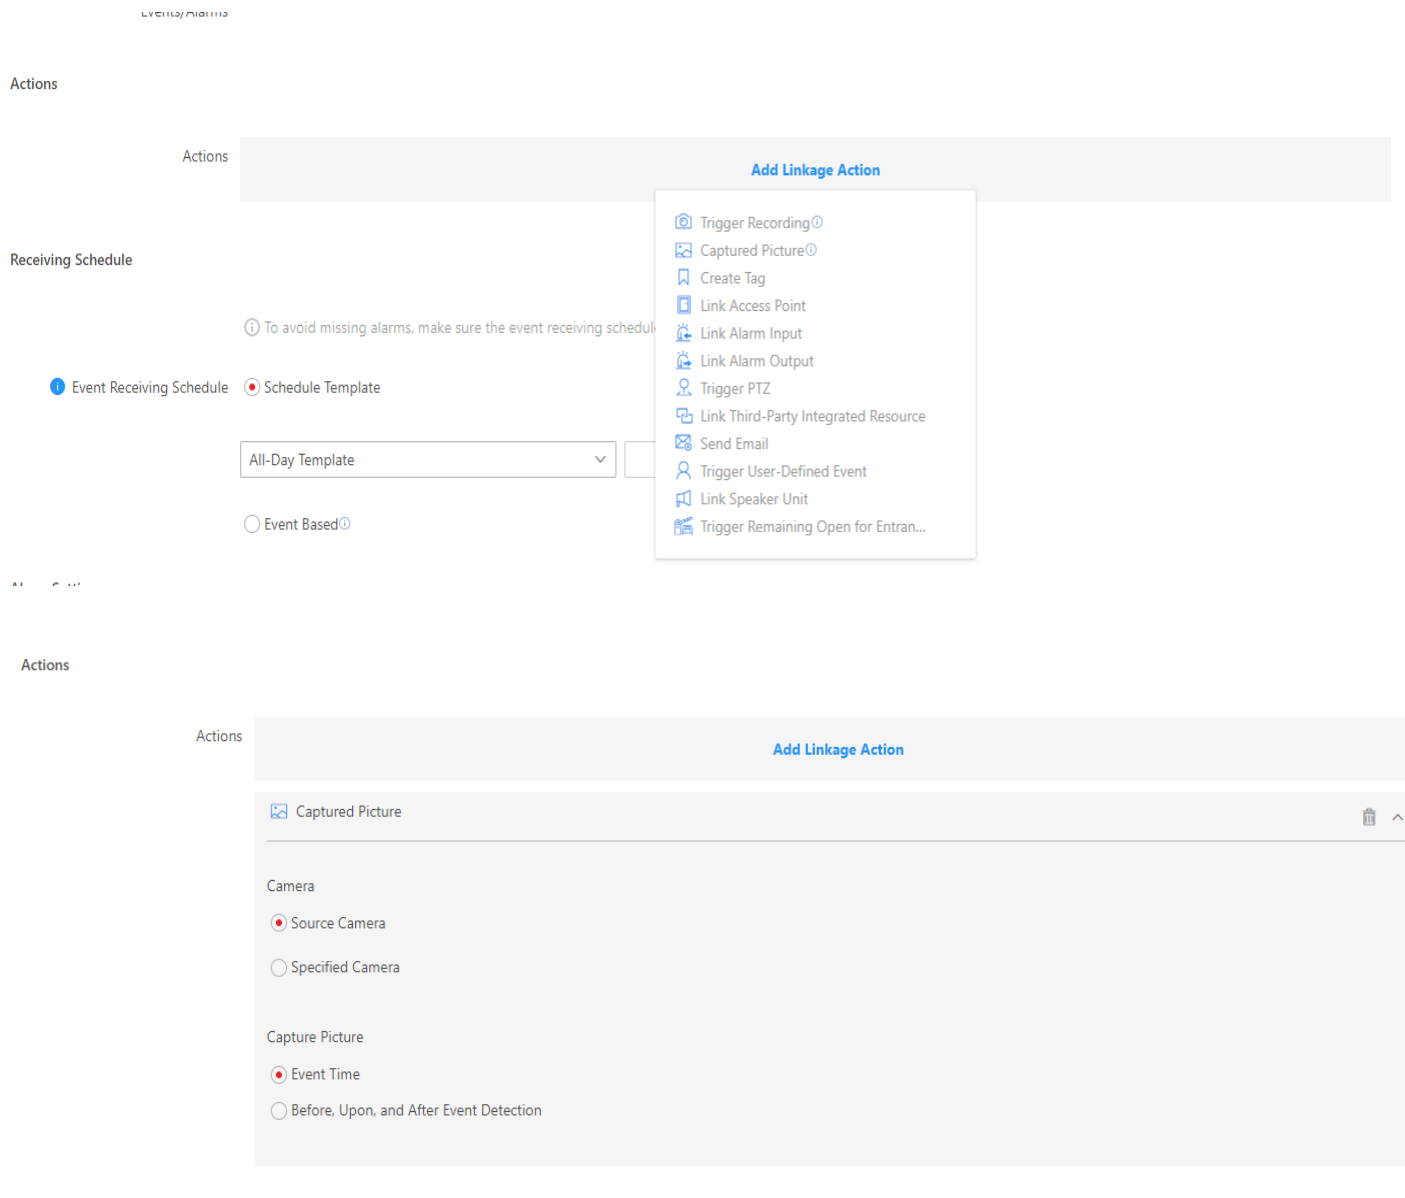 Events/Alarms
Actions
Actions
Add Linkage Action
Trigger Recording
Captured Picture
Create Tag
Link Access Point
Link Alarm Input
Link Alarm Output
Trigger PTZ
Link Third-Party Integrated Resource
Send Email
Trigger User-Defined Event
Link Speaker Unit
Trigger Remaining Open for Entran...
Receiving Schedule
To avoid missing alarms, make sure the event receiving schedul
Event Receiving Schedule
Schedule Template
All-Day Template
Event Based
Actions
Actions
Add Linkage Action
Captured Picture
Camera
Source Camera
Specified Camera
Capture Picture
Event Time
Before, Upon, and After Event Detection